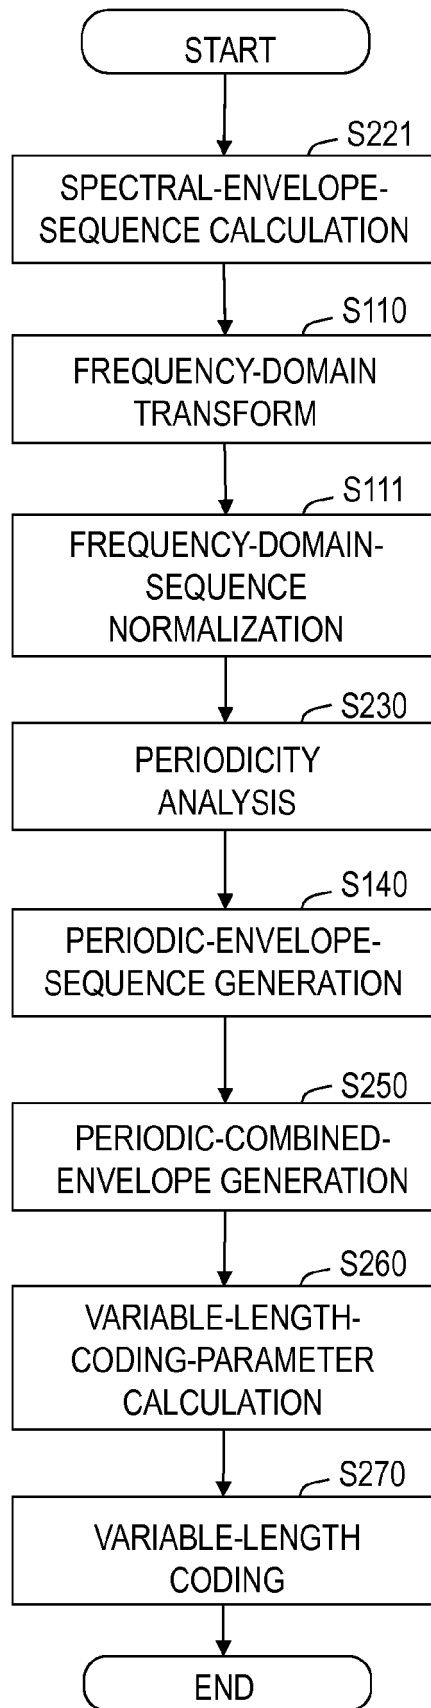 START
S221
SPECTRAL-ENVELOPE-
SEQUENCE CALCULATION
S110
FREQUENCY-DOMAIN
TRANSFORM
S111
FREQUENCY-DOMAIN-
SEQUENCE
NORMALIZATION
S230
PERIODICITY
ANALYSIS
S140
PERIODIC-ENVELOPE-
SEQUENCE GENERATION
S250
PERIODIC-COMBINED-
ENVELOPE GENERATION
S260
VARIABLE-LENGTH-
CODING-PARAMETER
CALCULATION
S270
VARIABLE-LENGTH
CODING
END